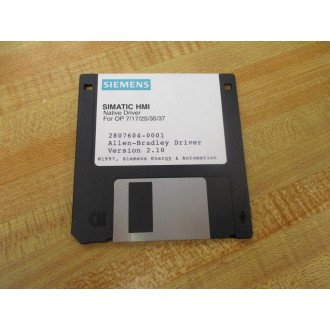 SIEMENS
SIMATIC HMI
Native Driver
For OP 7/17/25/35/37
2807604-0001
Allen-Bradley Driver
Version 2.10
©1997, Siemens Energy & Automation